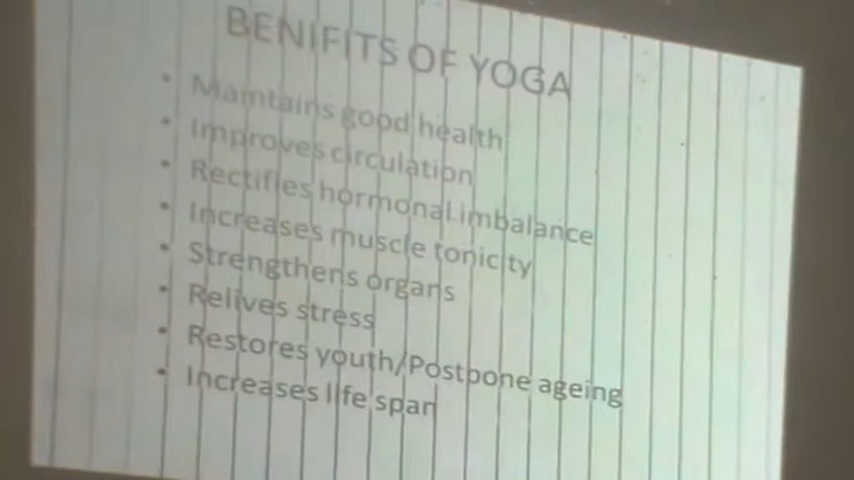 BENIFITS OF YOGA
• Maintains good health
• Improves circulation
• Rectifies hormonal imbalance
• Increases muscle tonicity
• Strengthens organs
• Relives stress
• Restores youth/Postpone ageing
• Increases life span